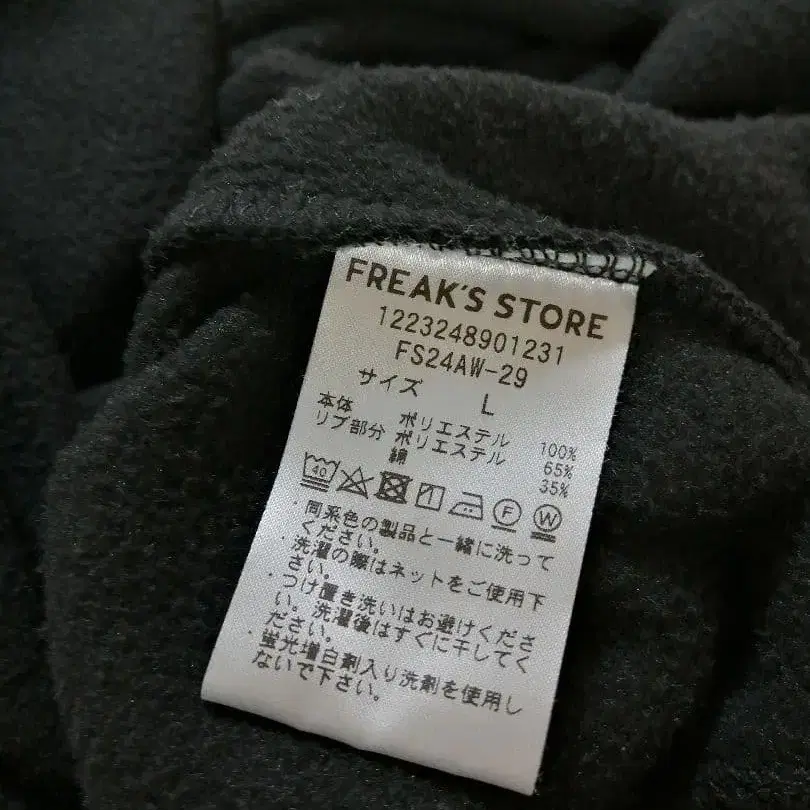 FREAK'S STORE
1223248901231
FS24AW-29
サイズ L
本体 ポリエステル 100%
リブ部分 ポリエステル 65%
綿 35%
40 F W
・同系色の製品と一緒に洗って
ください。
・洗濯の際はネットをご使用下
さい。
・つけ置き洗いはお避けくださ
い。洗濯後はすぐに干してく
ださい。
・蛍光増白剤入り洗剤を使用し
ないで下さい。